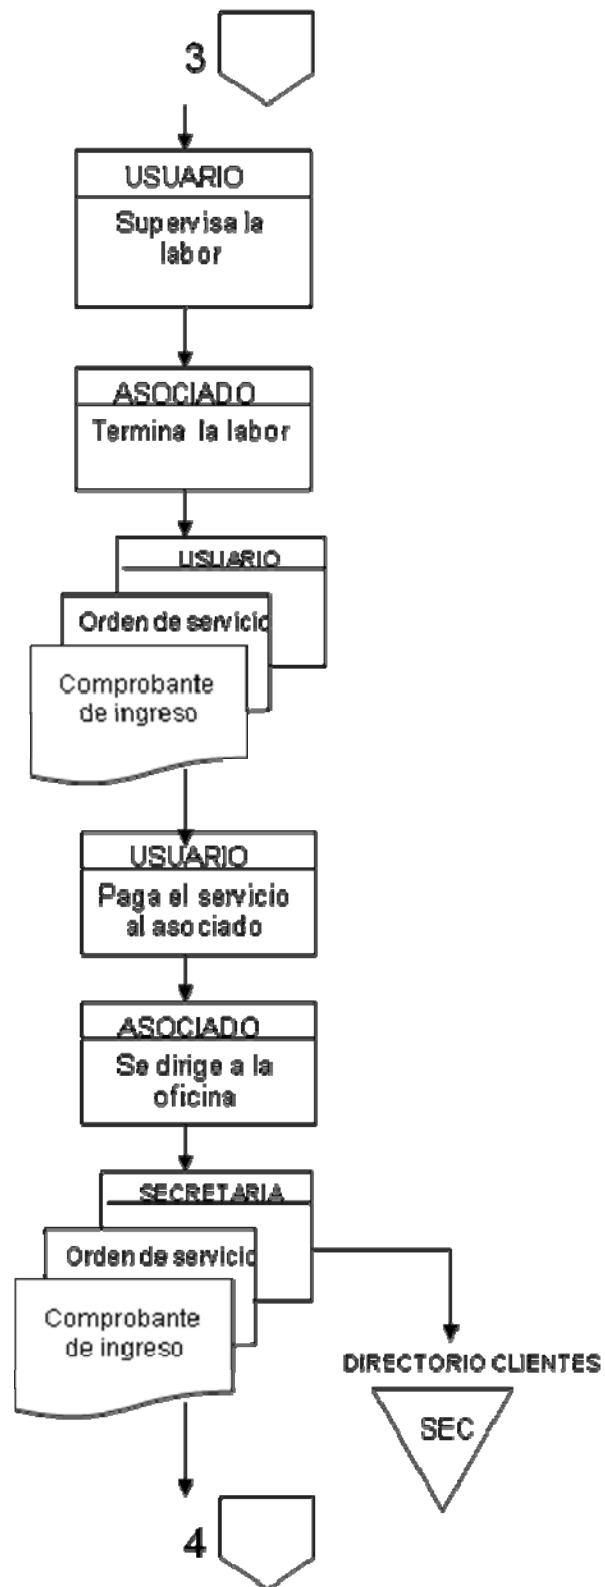 3
USUARIO
Supervisa la
labor
ASOCIADO
Termina la labor
USUARIO
Orden de servicio
Comprobante
de ingreso
USUARIO
Paga el servicio
al asociado
ASOCIADO
Se dirige a la
oficina
SECRETARIA
Orden de servicio
Comprobante
de ingreso
DIRECTORIO CLIENTES
SEC
4